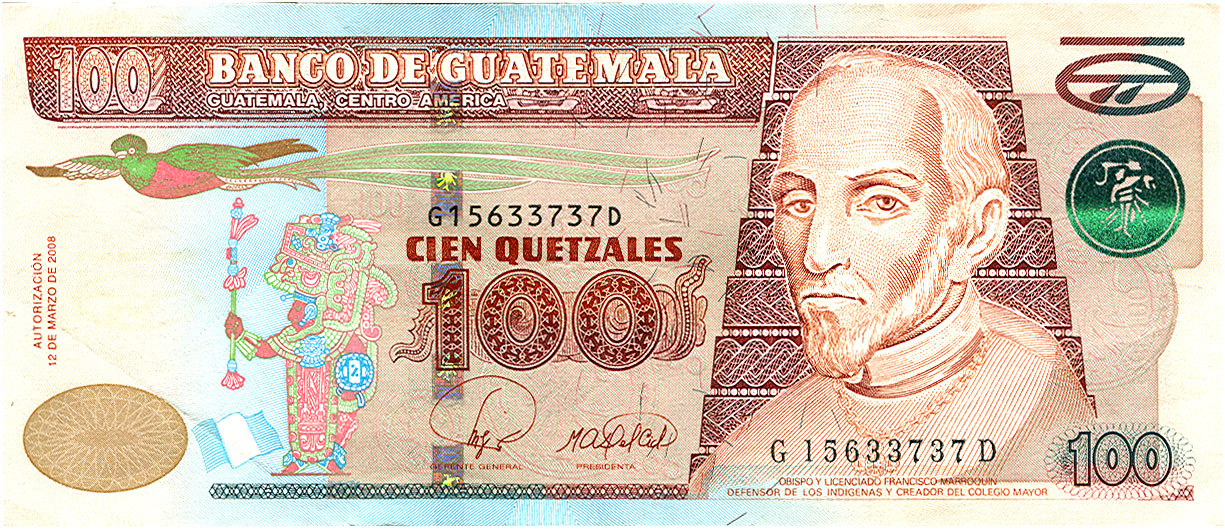 100 BANCO DE GUATEMALA
GUATEMALA, CENTRO AMERICA
G15633737D
CIEN QUETZALES
100
AUTORIZACIÓN
12 DE MARZO DE 2008
GERENTE GENERAL
PRESIDENTA
G 15633737 D
100
OBISPO Y LICENCIADO FRANCISCO MARROQUIN
DEFENSOR DE LOS INDIGENAS Y CREADOR DEL COLEGIO MAYOR